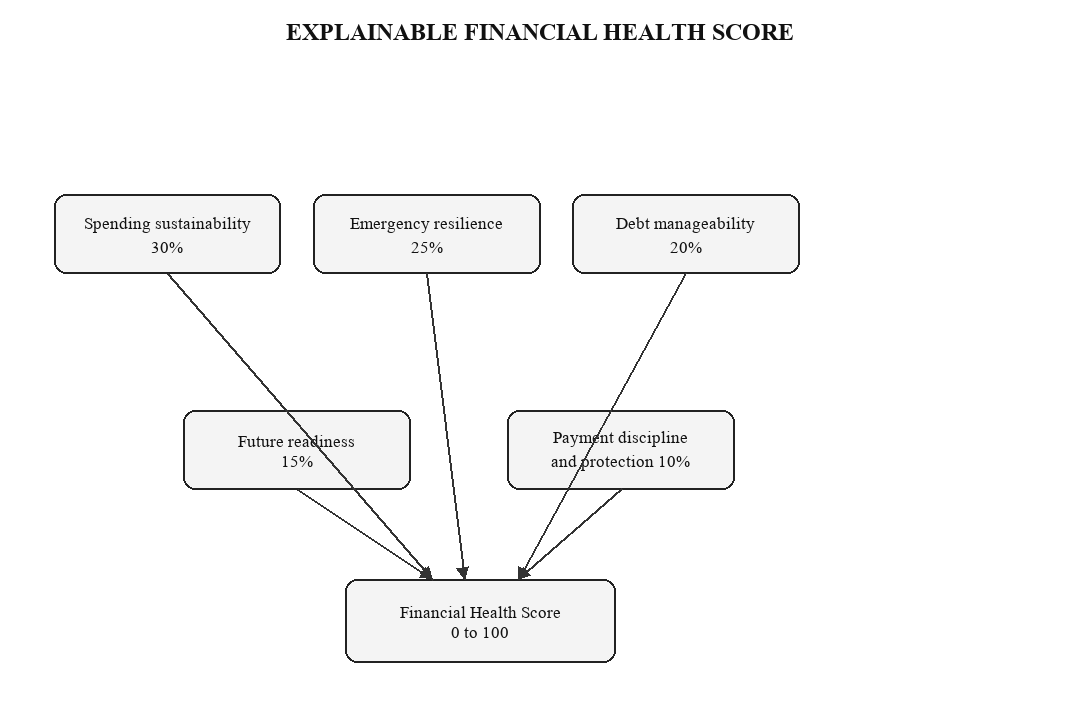 EXPLAINABLE FINANCIAL HEALTH SCORE
Spending sustainability
30%
Emergency resilience
25%
Debt manageability
20%
Future readiness
15%
Payment discipline
and protection 10%
Financial Health Score
0 to 100